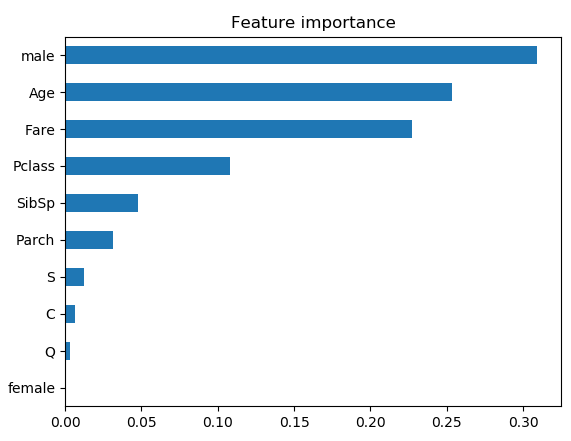 Feature importance
male
Age
Fare
Pclass
SibSp
Parch
S
C
Q
female
0.00 0.05 0.10 0.15 0.20 0.25 0.30